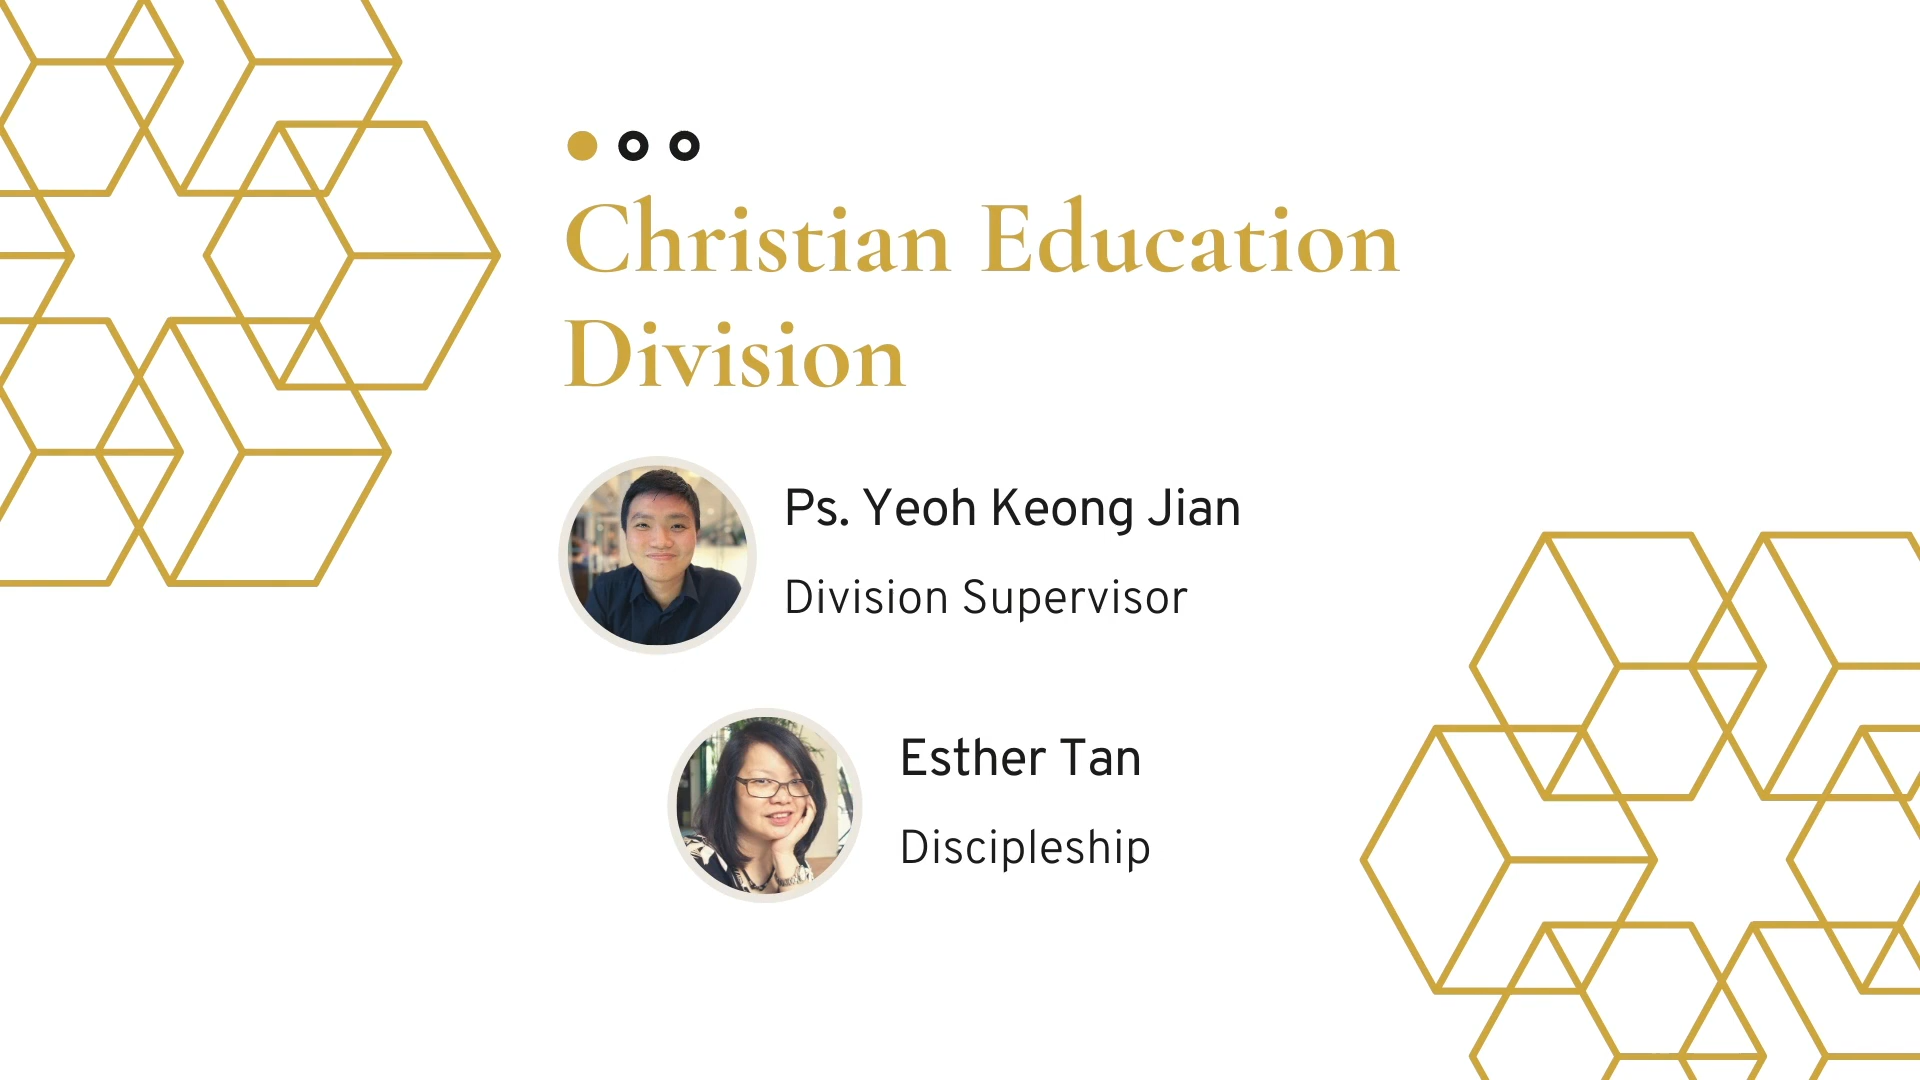 Christian Education
Division
Ps. Yeoh Keong Jian
Division Supervisor
Esther Tan
Discipleship